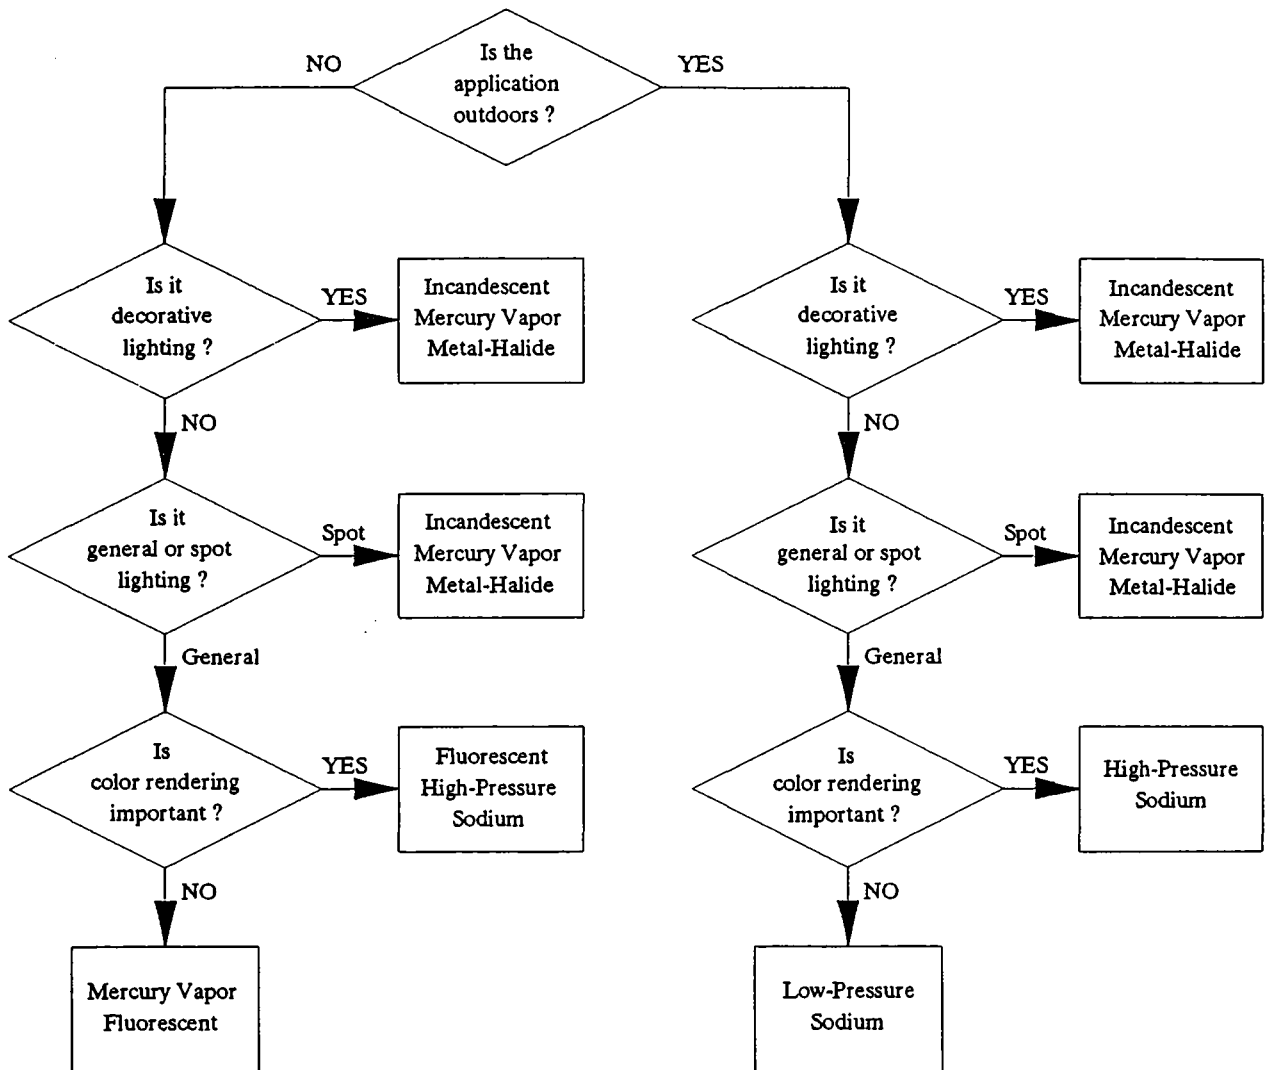 Is the
application
outdoors ?
NO
YES
Is it
decorative
lighting ?
YES
Incandescent
Mercury Vapor
Metal-Halide
NO
Is it
general or spot
lighting ?
Spot
Incandescent
Mercury Vapor
Metal-Halide
General
Is
color rendering
important ?
YES
Fluorescent
High-Pressure
Sodium
NO
Mercury Vapor
Fluorescent
Is it
decorative
lighting ?
YES
Incandescent
Mercury Vapor
Metal-Halide
NO
Is it
general or spot
lighting ?
Spot
Incandescent
Mercury Vapor
Metal-Halide
General
Is
color rendering
important ?
YES
High-Pressure
Sodium
NO
Low-Pressure
Sodium